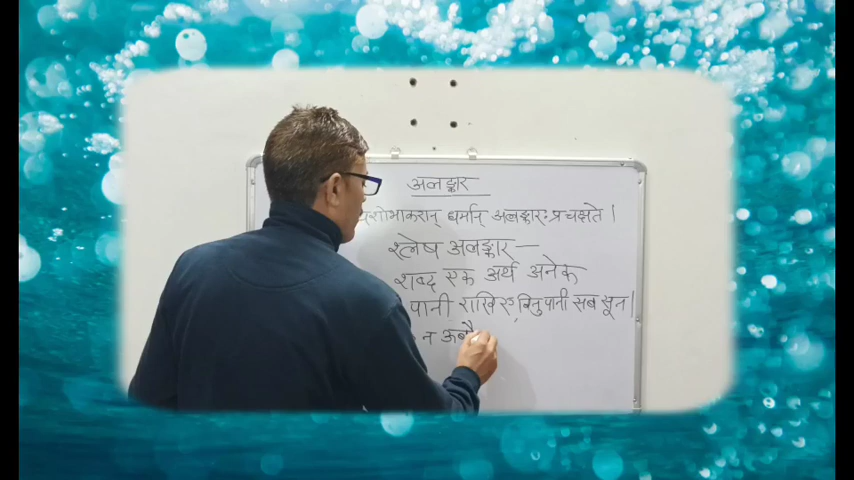 अलङ्कार
शोभाकरान् धर्मान् अलङ्कारः प्रचक्षते ।
श्लेष अलङ्कार —
शब्द एक अर्थ अनेक
पानी राखिए, बिनु पानी सब सून ।
न ऊबै